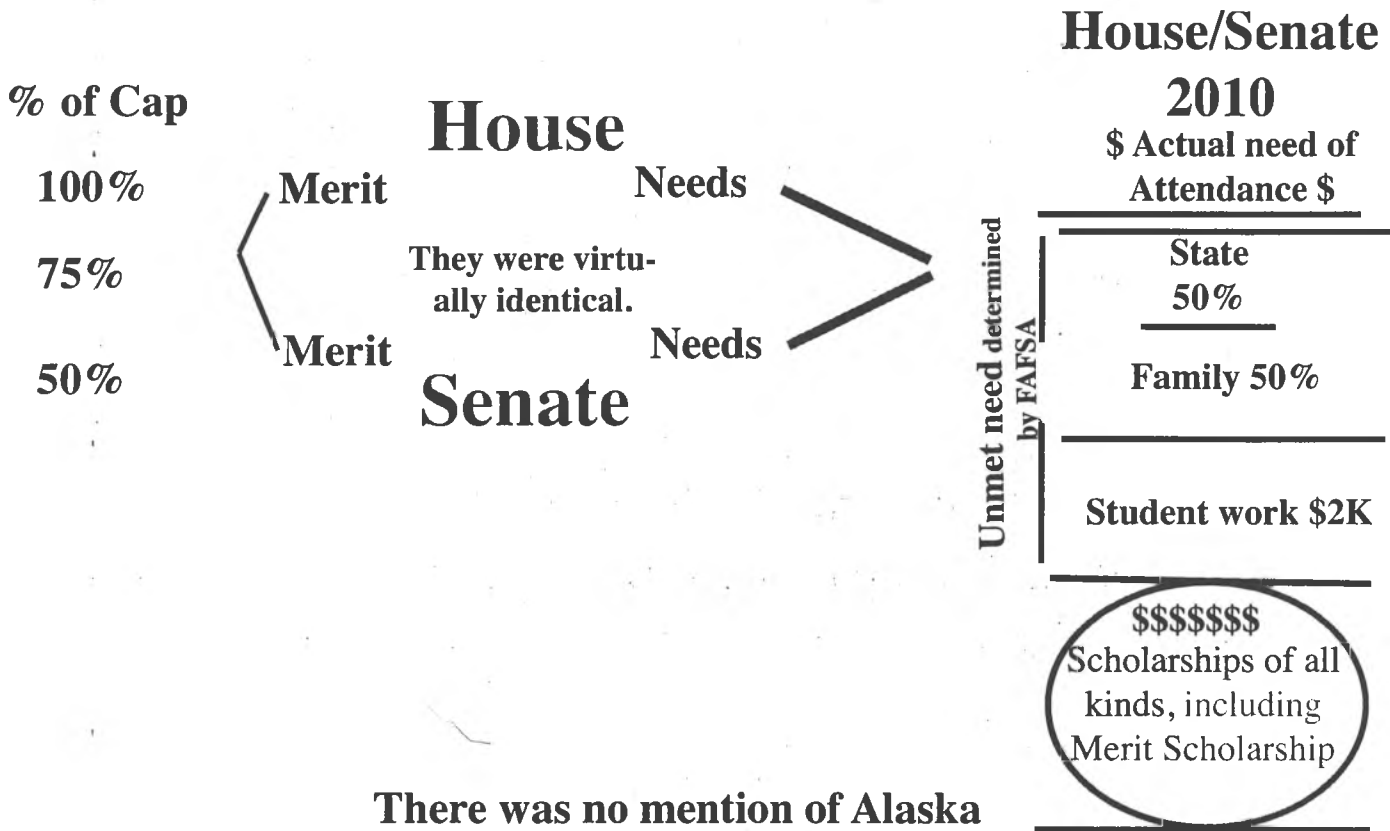 % of Cap
100%
75%
50%
House
Merit
Needs
They were virtu-
ally identical.
Merit
Needs
Senate
House/Senate
2010
$ Actual need of
Attendance $
Unmet need determined
by FAFSA
State
50%
Family 50%
Student work $2K
$$$$$$$
Scholarships of all
kinds, including
Merit Scholarship
There was no mention of Alaska